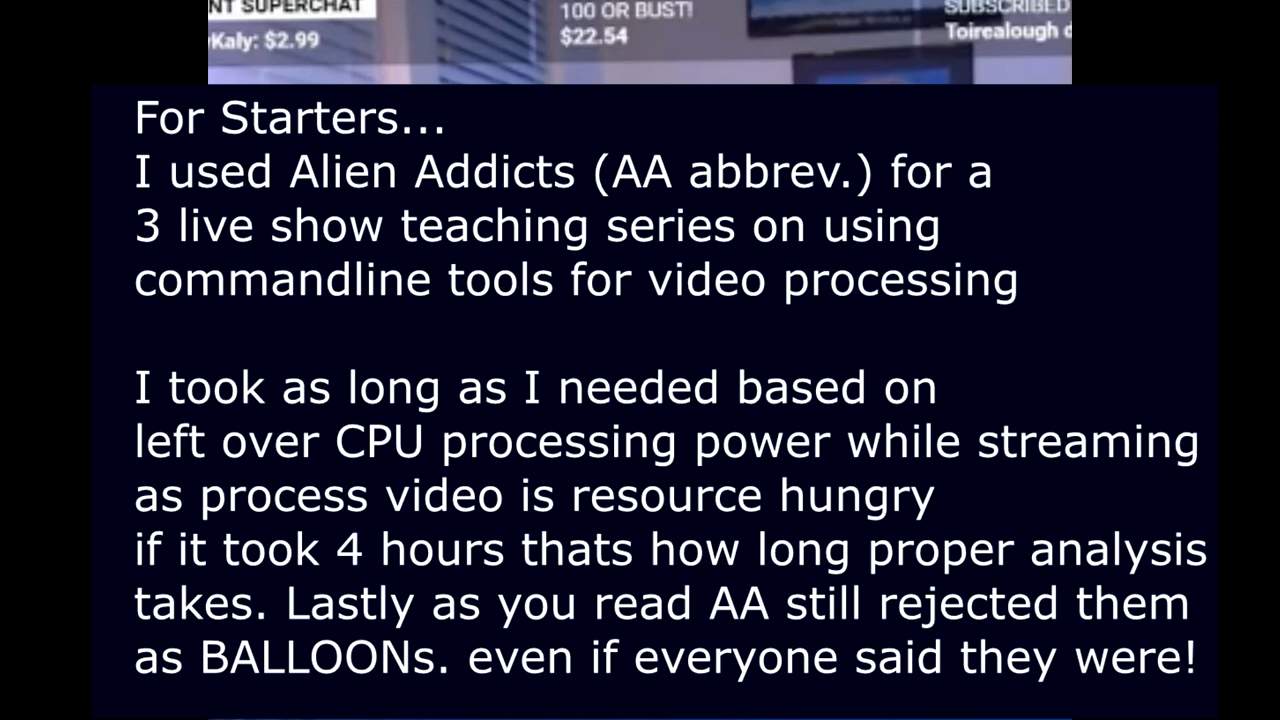 NT SUPERCHAT
Kaly: $2.99
100 OR BUST!
$22.54
SUBSCRIBED
Toirealough
For Starters...
I used Alien Addicts (AA abbrev.) for a
3 live show teaching series on using
commandline tools for video processing
I took as long as I needed based on
left over CPU processing power while streaming
as process video is resource hungry
if it took 4 hours thats how long proper analysis
takes. Lastly as you read AA still rejected them
as BALLOONs. even if everyone said they were!